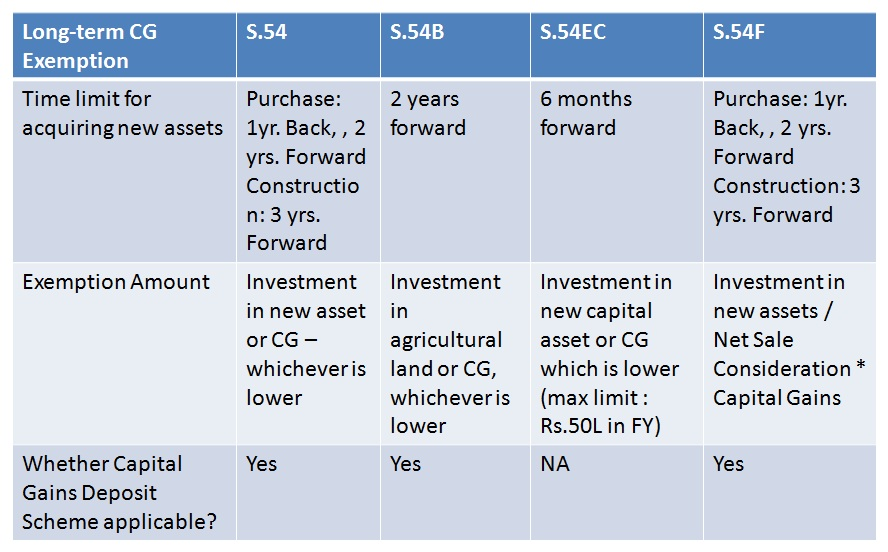 Long-term CG
Exemption
S.54
S.54B
S.54EC
S.54F
Time limit for
acquiring new assets
Purchase:
1yr. Back, , 2
yrs. Forward
Constructio
n: 3 yrs.
Forward
2 years
forward
6 months
forward
Purchase: 1yr.
Back, , 2 yrs.
Forward
Construction: 3
yrs. Forward
Exemption Amount
Investment
in new asset
or CG –
whichever is
lower
Investment
in
agricultural
land or CG,
whichever is
lower
Investment in
new capital
asset or CG
which is lower
(max limit :
Rs.50L in FY)
Investment in
new assets /
Net Sale
Consideration *
Capital Gains
Whether Capital
Gains Deposit
Scheme applicable?
Yes
Yes
NA
Yes